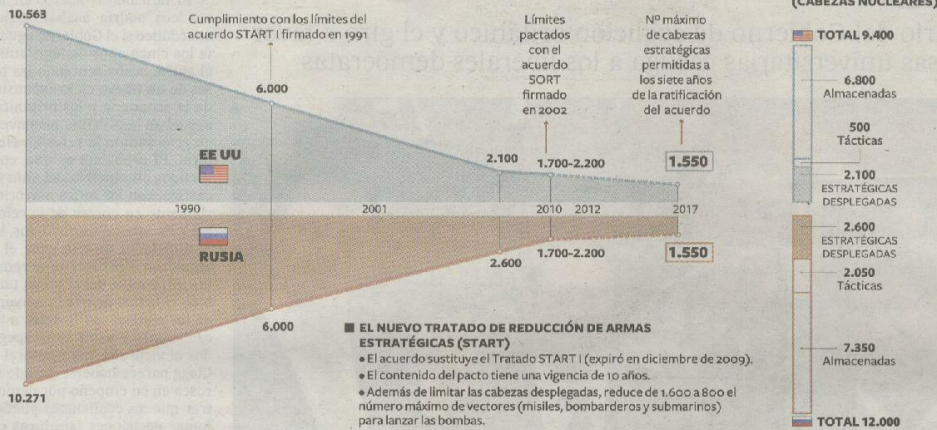 10.563
Cumplimiento con los límites del
acuerdo START I firmado en 1991
6.000
Límites
pactados
con el
acuerdo
SORT
firmado
en 2002
Nº máximo
de cabezas
estratégicas
permitidas a
los siete años
de la ratificación
del acuerdo
EE UU
2.100
1.700-2.200
1.550
1990
2001
2010
2012
2017
RUSIA
2.600
1.700-2.200
1.550
6.000
10.271
■ EL NUEVO TRATADO DE REDUCCIÓN DE ARMAS
ESTRATÉGICAS (START)
• El acuerdo sustituye el Tratado START I (expiró en diciembre de 2009).
• El contenido del pacto tiene una vigencia de 10 años.
• Además de limitar las cabezas desplegadas, reduce de 1.600 a 800 el
número máximo de vectores (misiles, bombarderos y submarinos)
para lanzar las bombas.
(CABEZAS NUCLEARES)
TOTAL 9.400
6.800
Almacenadas
500
Tácticas
2.100
ESTRATÉGICAS
DESPLEGADAS
2.600
ESTRATÉGICAS
DESPLEGADAS
2.050
Tácticas
7.350
Almacenadas
TOTAL 12.000